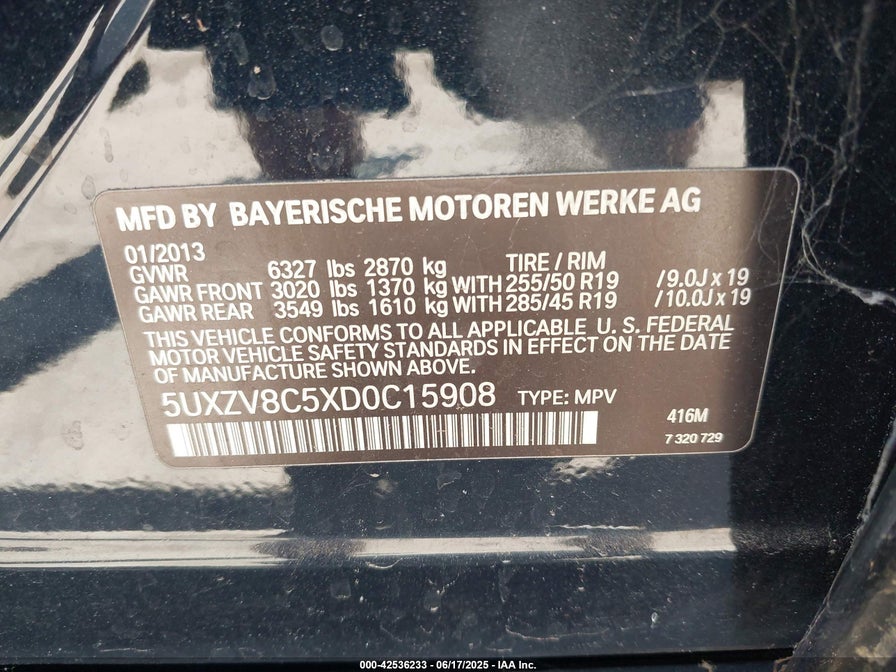 MFD BY BAYERISCHE MOTOREN WERKE AG
01/2013 TIRE / RIM
GVWR 6327 lbs 2870 kg
GAWR FRONT 3020 lbs 1370 kg WITH 255/50 R19 /9.0J x 19
GAWR REAR 3549 lbs 1610 kg WITH 285/45 R19 /10.0J x 19
THIS VEHICLE CONFORMS TO ALL APPLICABLE U.S. FEDERAL
MOTOR VEHICLE SAFETY STANDARDS IN EFFECT ON THE DATE
OF MANUFACTURE SHOWN ABOVE.
5UXZV8C5XD0C15908 TYPE: MPV
416M
7 320 729
000-42536233 - 06/17/2025 - IAA Inc.